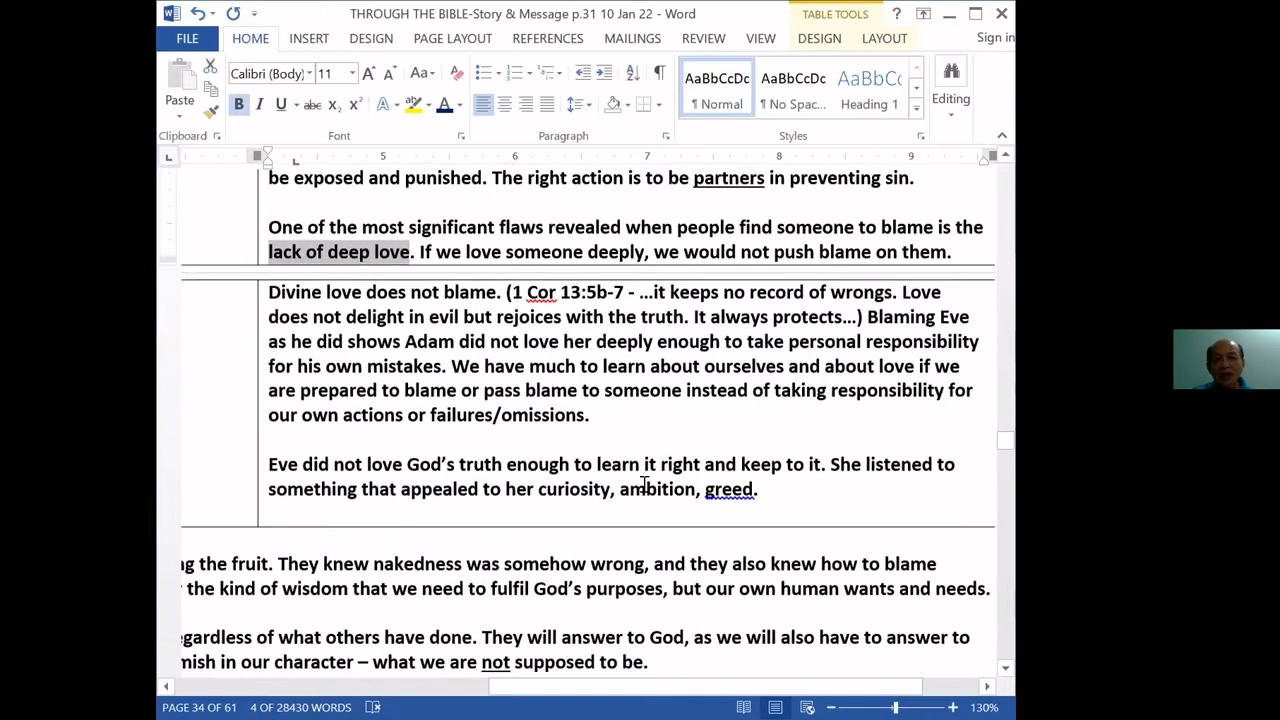 THROUGH THE BIBLE-Story & Message p.31 10 Jan 22 - Word
TABLE TOOLS
FILE HOME INSERT DESIGN PAGE LAYOUT REFERENCES MAILINGS REVIEW VIEW DESIGN LAYOUT Sign in
Calibri (Body) 11
AaBbCcDc AaBbCcDc AaBbCc
Paste
¶ Normal ¶ No Spac... Heading 1
Editing
Clipboard Font Paragraph Styles
5 6 7 8 9
be exposed and punished. The right action is to be partners in preventing sin.
One of the most significant flaws revealed when people find someone to blame is the
lack of deep love. If we love someone deeply, we would not push blame on them.
Divine love does not blame. (1 Cor 13:5b-7 - …it keeps no record of wrongs. Love
does not delight in evil but rejoices with the truth. It always protects…) Blaming Eve
as he did shows Adam did not love her deeply enough to take personal responsibility
for his own mistakes. We have much to learn about ourselves and about love if we
are prepared to blame or pass blame to someone instead of taking responsibility for
our own actions or failures/omissions.
Eve did not love God’s truth enough to learn it right and keep to it. She listened to
something that appealed to her curiosity, ambition, greed.
ng the fruit. They knew nakedness was somehow wrong, and they also knew how to blame
the kind of wisdom that we need to fulfil God’s purposes, but our own human wants and needs.
egardless of what others have done. They will answer to God, as we will also have to answer to
mish in our character – what we are not supposed to be.
PAGE 34 OF 61 4 OF 28430 WORDS 130%